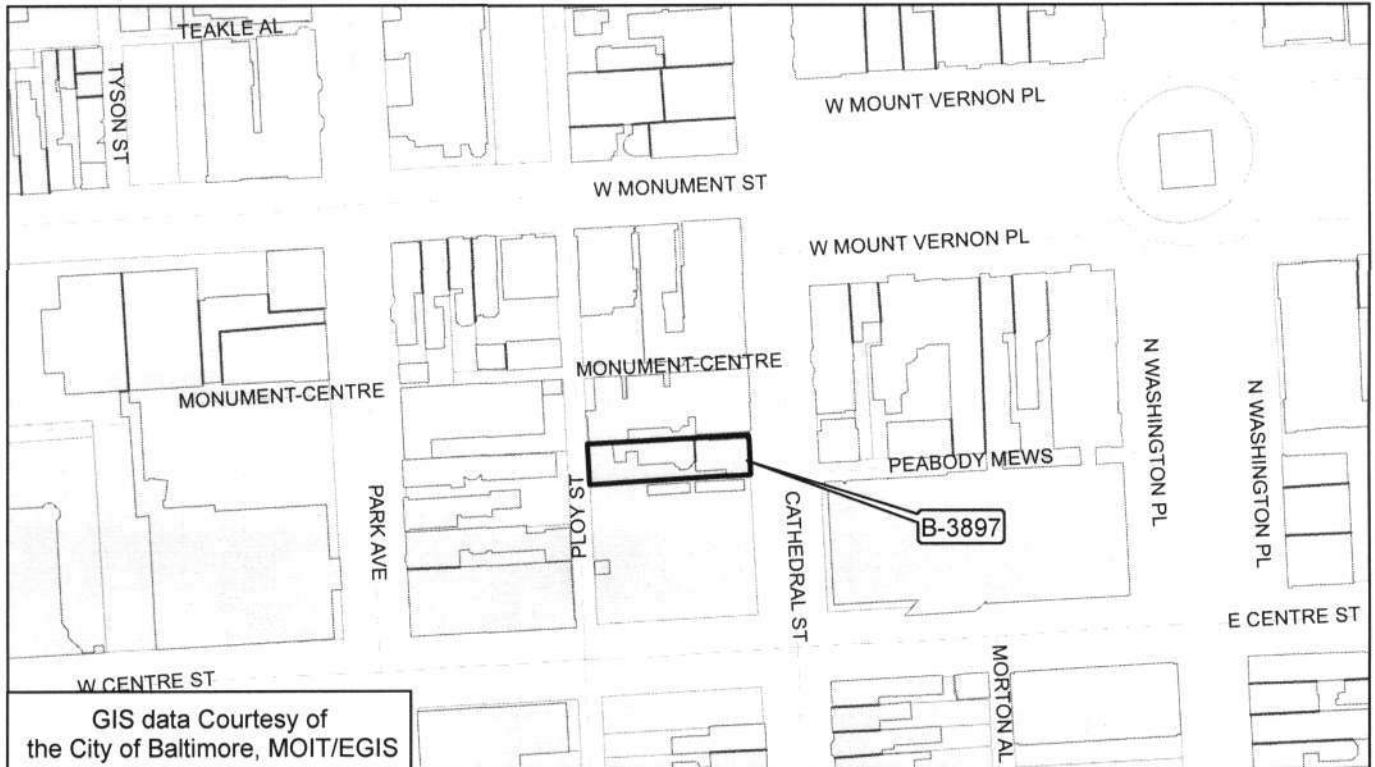 TEAKLE AL
TYSON ST
W MOUNT VERNON PL
W MONUMENT ST
W MOUNT VERNON PL
MONUMENT-CENTRE
MONUMENT-CENTRE
N WASHINGTON PL
N WASHINGTON PL
PEABODY MEWS
PARK AVE
PLOY ST
CATHEDRAL ST
B-3897
E CENTRE ST
W CENTRE ST
MORTON AL
GIS data Courtesy of
the City of Baltimore, MOIT/EGIS